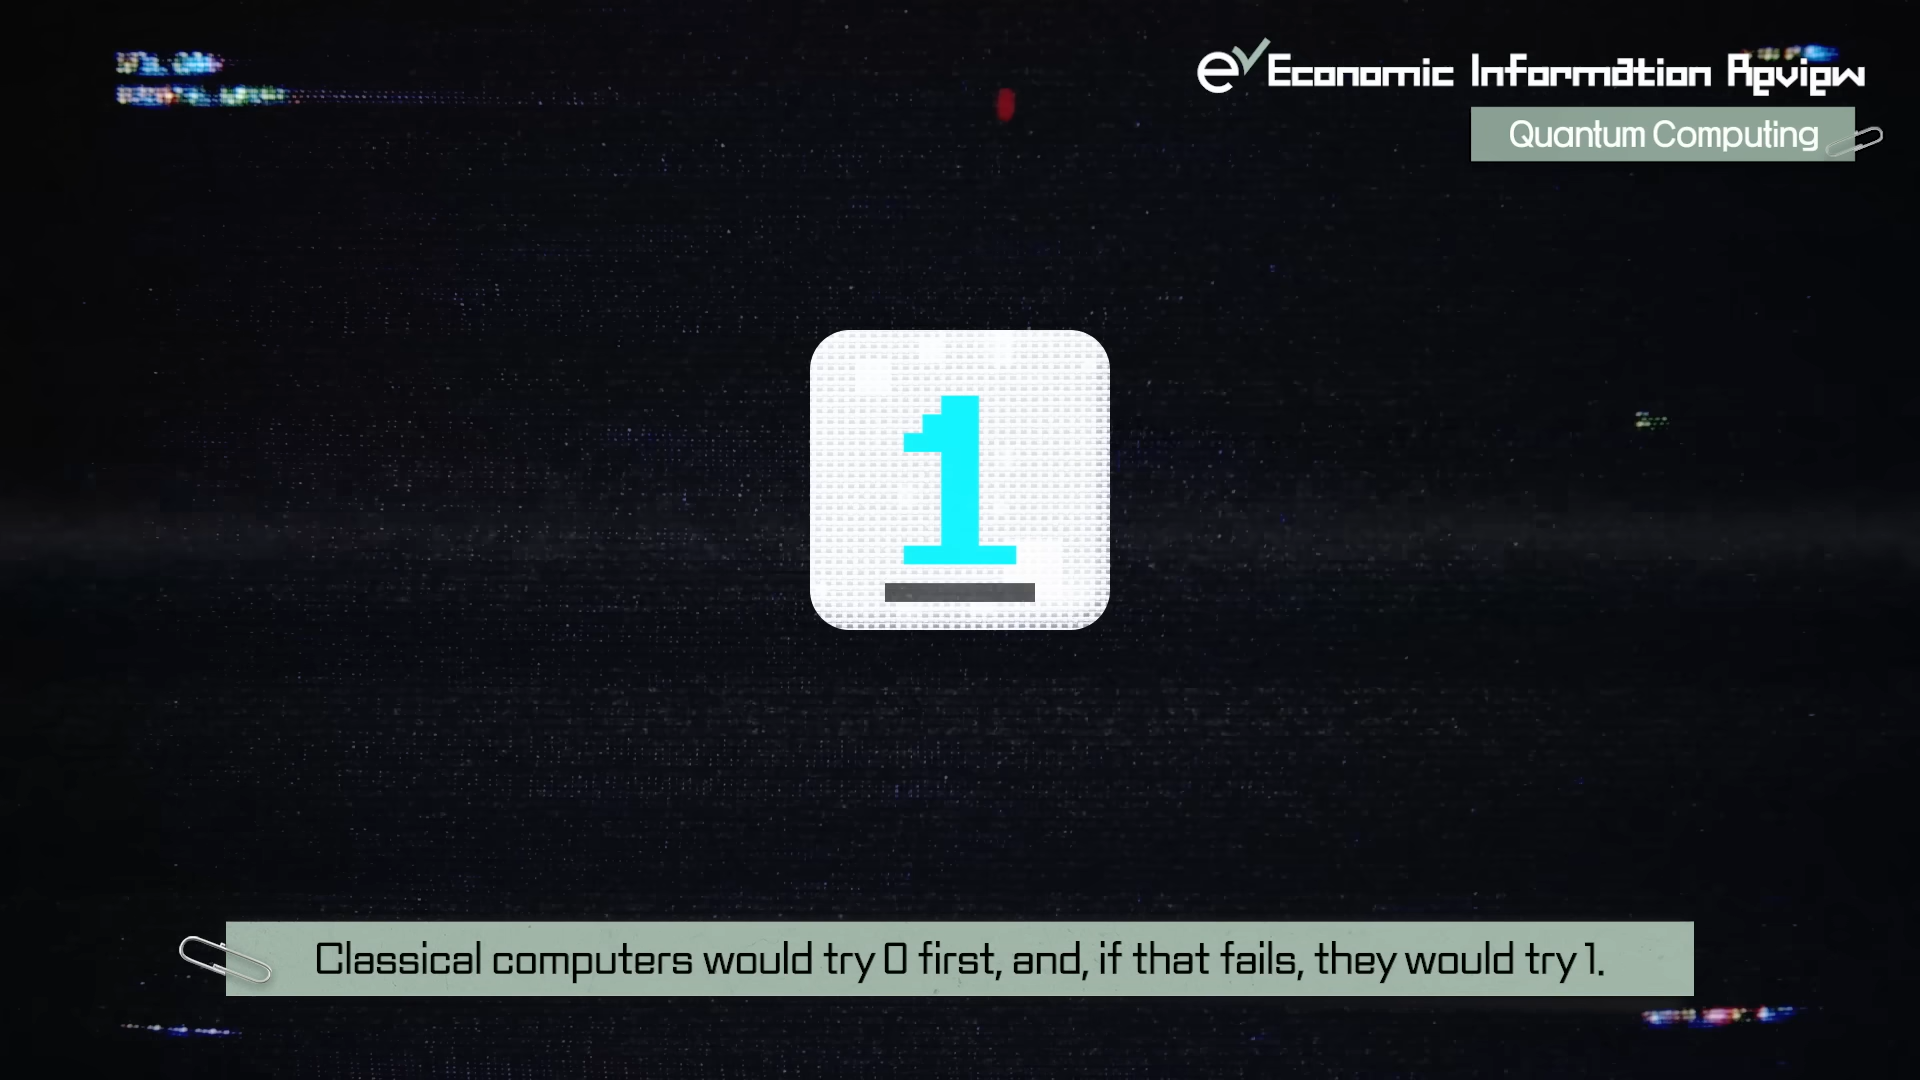 Economic Information Review
Quantum Computing
1
Classical computers would try 0 first, and, if that fails, they would try 1.